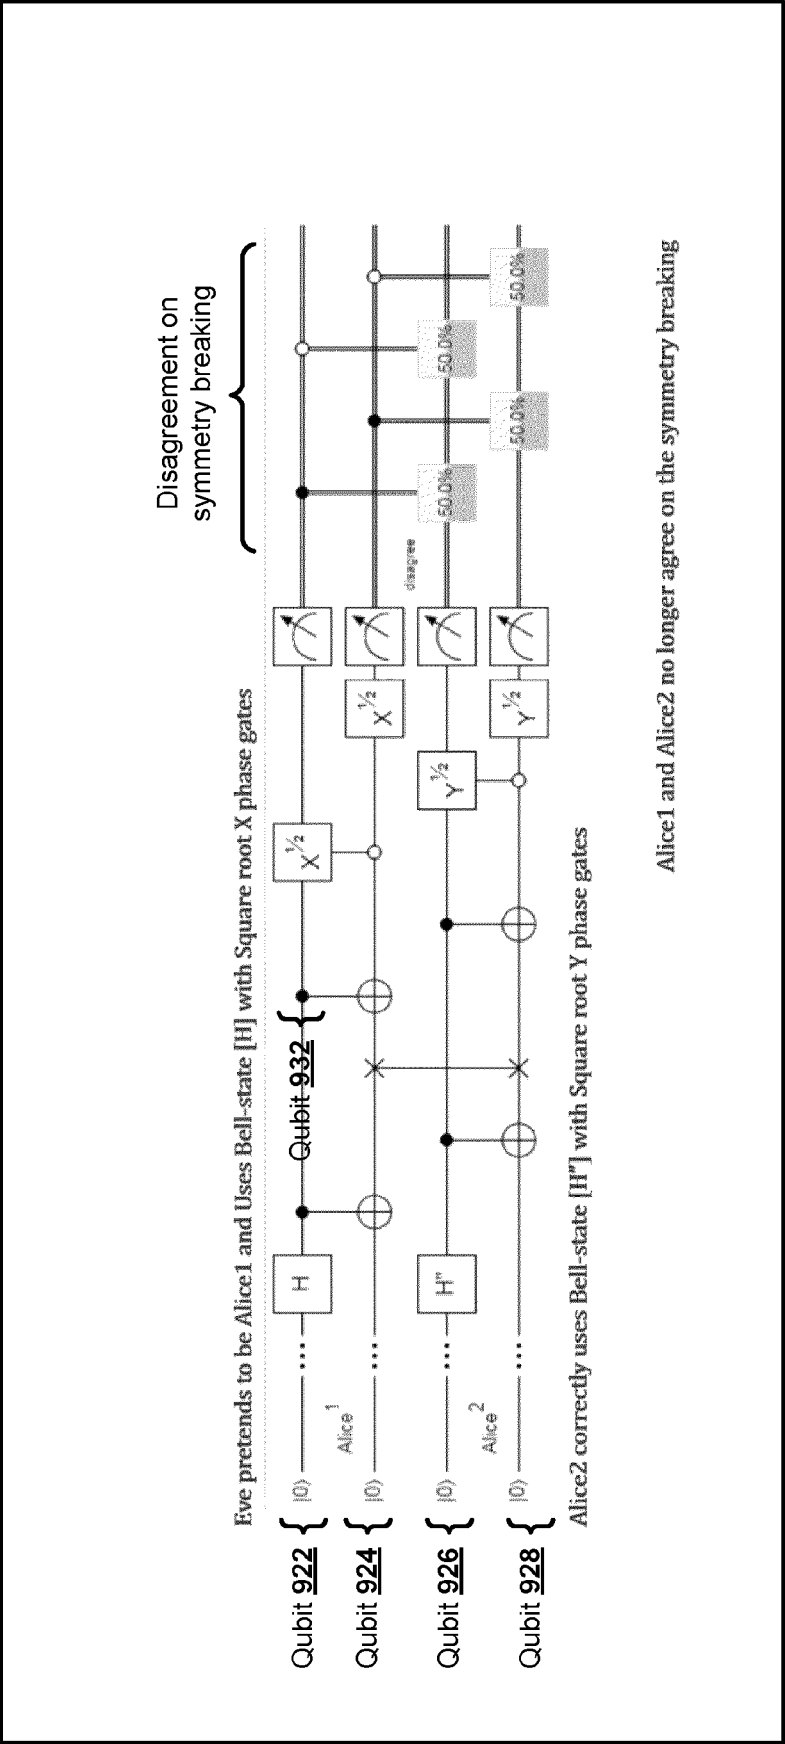 Disagreement on
symmetry breaking
Eve pretends to be Alice1 and Uses Bell-state [H] with Square root X phase gates
Qubit 922
|0⟩
...
H
Qubit 932
X½
50.0%
50.0%
Alice1
Qubit 924
|0⟩
...
X½
disagree
50.0%
50.0%
Qubit 926
|0⟩
...
H"
Y½
Alice2
Qubit 928
|0⟩
...
Y½
Alice2 correctly uses Bell-state [H"] with Square root Y phase gates
Alice1 and Alice2 no longer agree on the symmetry breaking